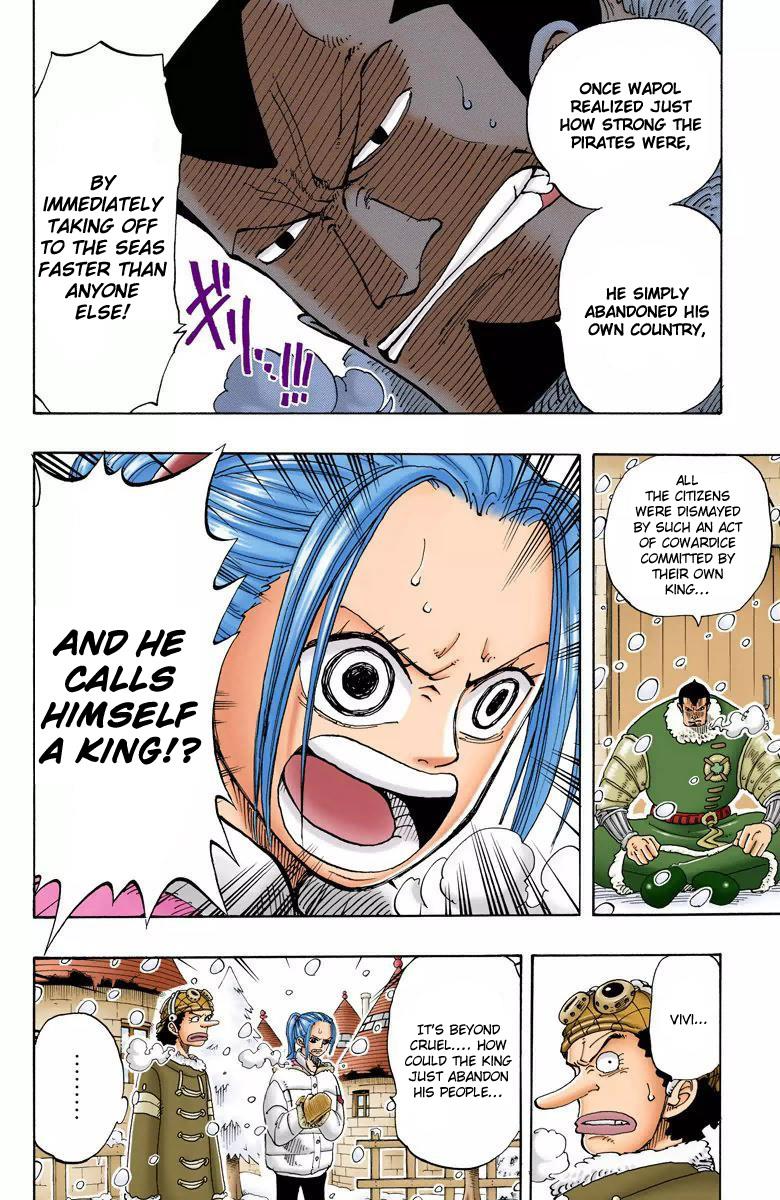 ONCE WAPOL
REALIZED JUST
HOW STRONG THE
PIRATES WERE,
HE SIMPLY
ABANDONED HIS
OWN COUNTRY,
BY
IMMEDIATELY
TAKING OFF
TO THE SEAS
FASTER THAN
ANYONE
ELSE!
ギリ...!!!
ALL
THE CITIZENS
WERE DISMAYED
BY SUCH AN ACT
OF COWARDICE
COMMITTED BY
THEIR OWN
KING...
AND HE
CALLS
HIMSELF
A KING!?
VIVI...
IT'S BEYOND
CRUEL.... HOW
COULD THE KING
JUST ABANDON
HIS PEOPLE...
.........